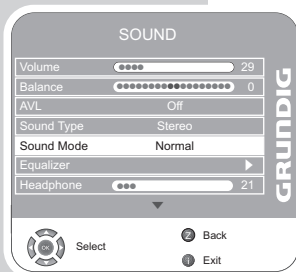 SOUND
Volume 29
Balance 0
AVL Off
Sound Type Stereo
Sound Mode Normal
Equalizer
Headphone 21
GRUNDIG
OK Select
Z Back
i Exit